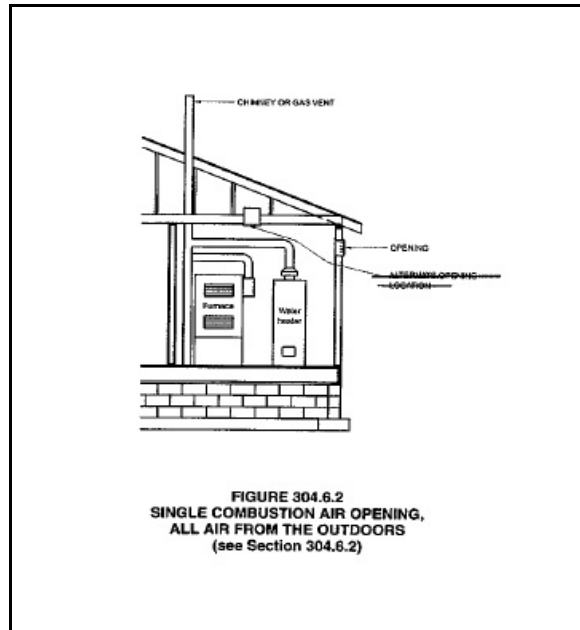 CHIMNEY OR GAS VENT
OPENING
ALTERNATE OPENING
LOCATION
Furnace
Water
heater
FIGURE 304.6.2
SINGLE COMBUSTION AIR OPENING,
ALL AIR FROM THE OUTDOORS
(see Section 304.6.2)